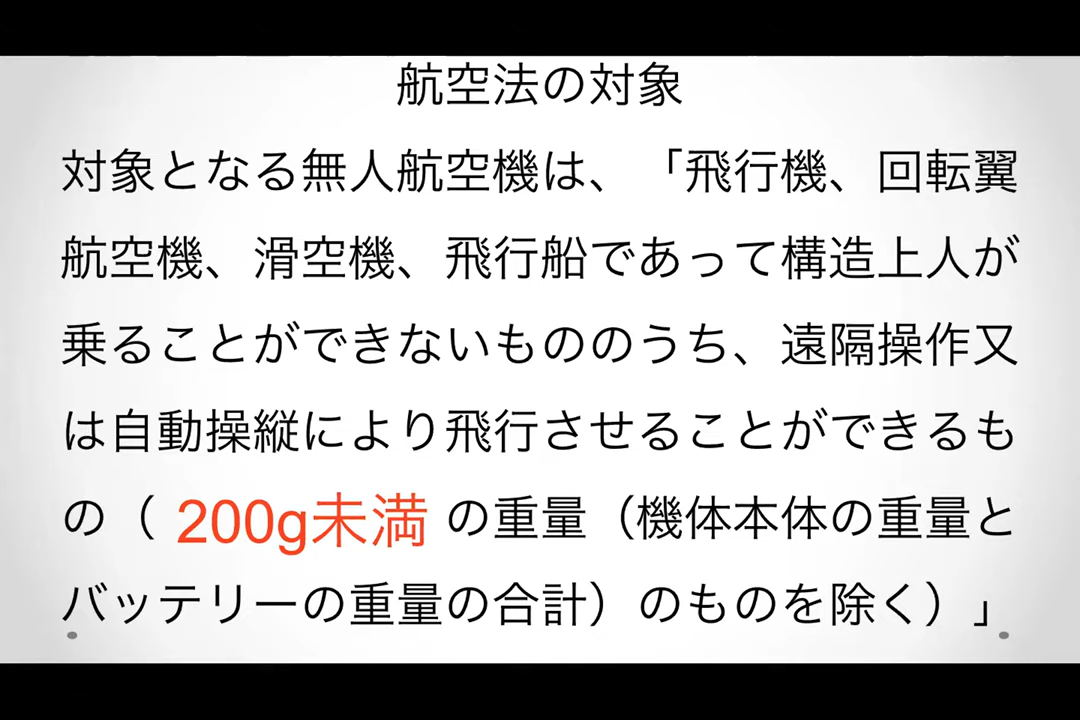 航空法の対象
対象となる無人航空機は、「飛行機、回転翼
航空機、滑空機、飛行船であって構造上人が
乗ることができないもののうち、遠隔操作又
は自動操縦により飛行させることができるも
の（ 200g未満 の重量（機体本体の重量と
バッテリーの重量の合計）のものを除く）」